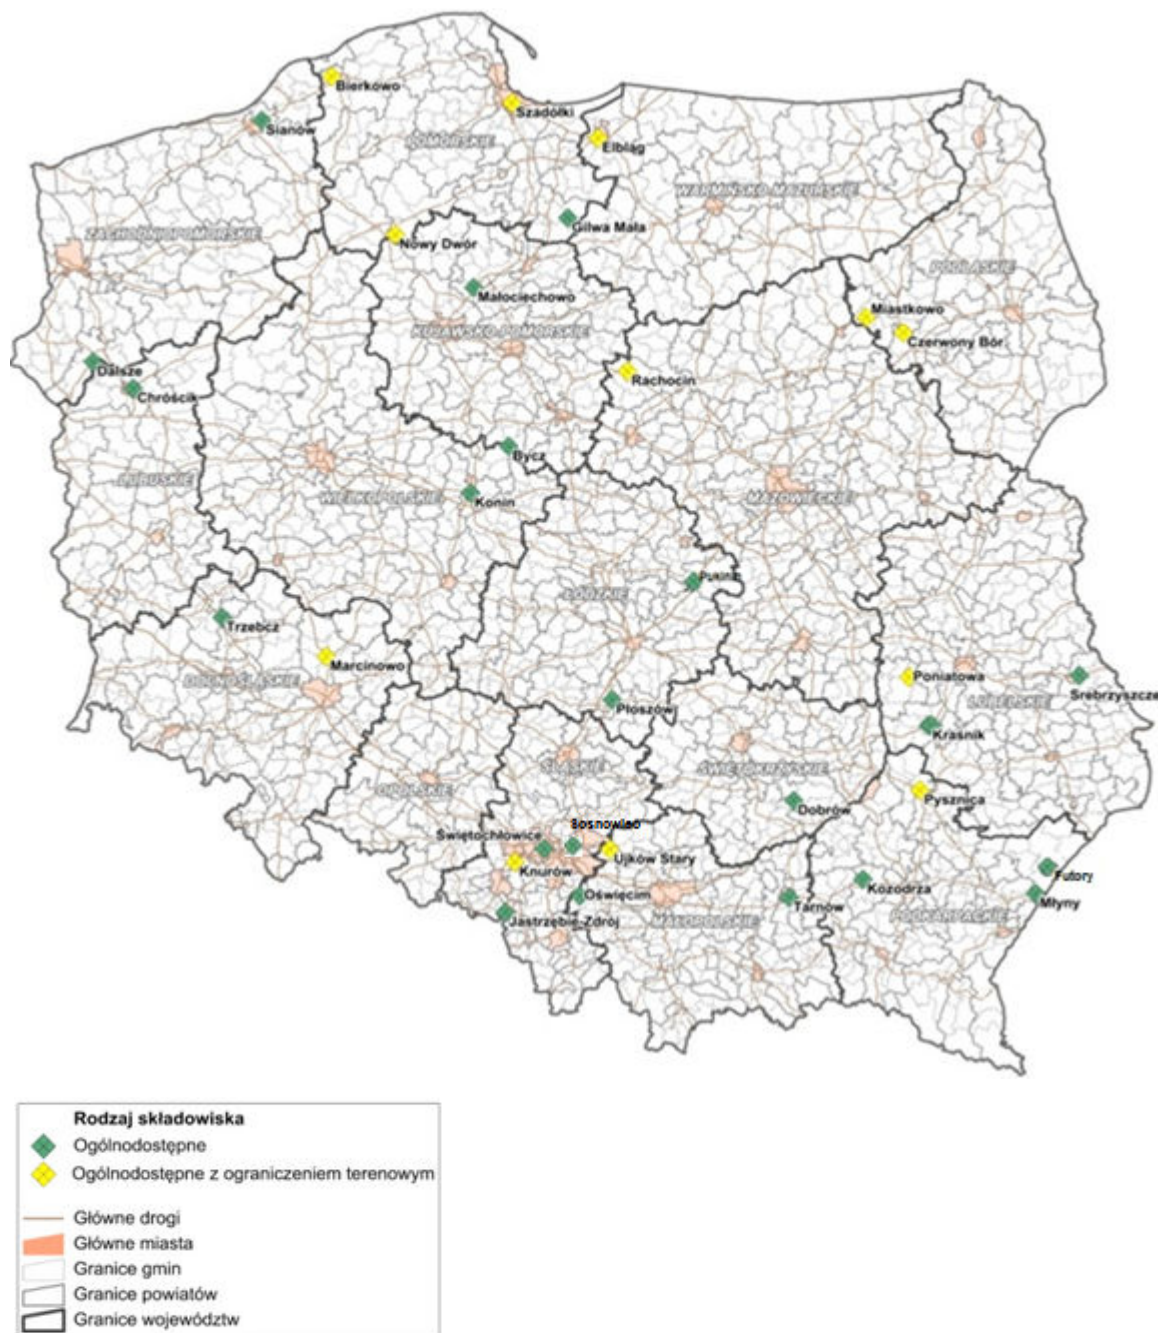 Bierkowo
Szadółki
Sianów
POMORSKIE
Elbląg
WARMIŃSKO-MAZURSKIE
Gilwa Mała
ZACHODNIOPOMORSKIE
Nowy Dwór
PODLASKIE
Małociechowo
Miastkowo
KUJAWSKO-POMORSKIE
Czerwony Bór
Dalsze
Rachocin
Chróścik
Bycz
LUBUSKIE
WIELKOPOLSKIE
Konin
MAZOWIECKIE
ŁÓDZKIE
Trzebcz
Marcinowo
DOLNOŚLĄSKIE
Poniatowa
Srebrzyszcze
LUBELSKIE
Płoszów
Kraśnik
ŚLĄSKIE
ŚWIĘTOKRZYSKIE
OPOLSKIE
Pysznica
Dobrów
Sosnowiec
Świętochłowice
Ujków Stary
Knurów
Futory
Kozodrza
Oświęcim
Młyny
Tarnów
Jastrzębie-Zdrój
MAŁOPOLSKIE
PODKARPACKIE
Rodzaj składowiska
Ogólnodostępne
Ogólnodostępne z ograniczeniem terenowym
Główne drogi
Główne miasta
Granice gmin
Granice powiatów
Granice województw